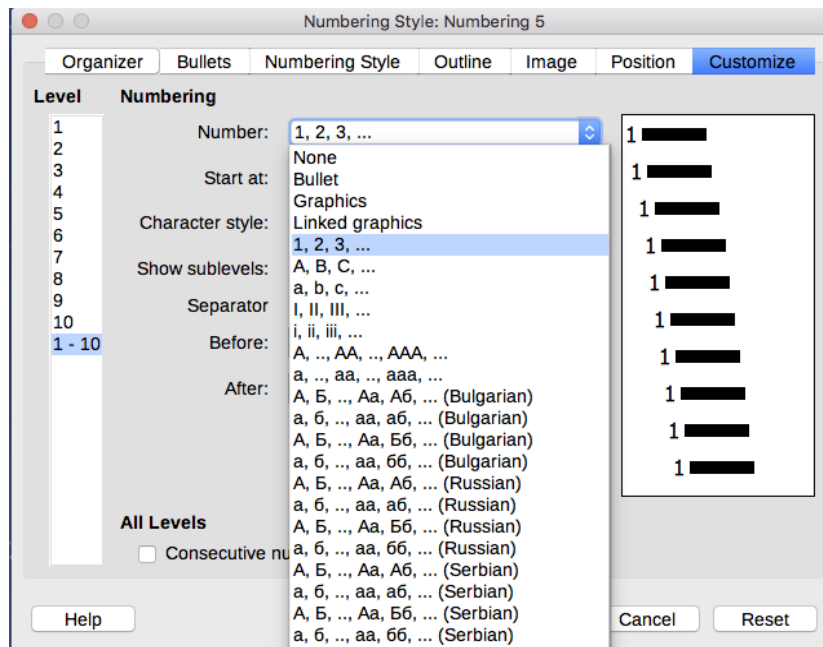 Numbering Style: Numbering 5
Organizer Bullets Numbering Style Outline Image Position Customize
Level
1
2
3
4
5
6
7
8
9
10
1 - 10
Numbering
Number: 1, 2, 3, ...
Start at:
Character style:
Show sublevels:
Separator
Before:
After:
None
Bullet
Graphics
Linked graphics
1, 2, 3, ...
A, B, C, ...
a, b, c, ...
I, II, III, ...
i, ii, iii, ...
A, .., AA, .., AAA, ...
a, .., aa, .., aaa, ...
А, Б, .., Аа, Аб, ... (Bulgarian)
а, б, .., аа, аб, ... (Bulgarian)
А, Б, .., Аа, Бб, ... (Bulgarian)
а, б, .., аа, бб, ... (Bulgarian)
А, Б, .., Аа, Аб, ... (Russian)
а, б, .., аа, аб, ... (Russian)
А, Б, .., Аа, Бб, ... (Russian)
а, б, .., аа, бб, ... (Russian)
А, Б, .., Аа, Аб, ... (Serbian)
а, б, .., аа, аб, ... (Serbian)
А, Б, .., Аа, Бб, ... (Serbian)
а, б, .., аа, бб, ... (Serbian)
1
1
1
1
1
1
1
1
1
1
All Levels
Consecutive nu
Help Cancel Reset